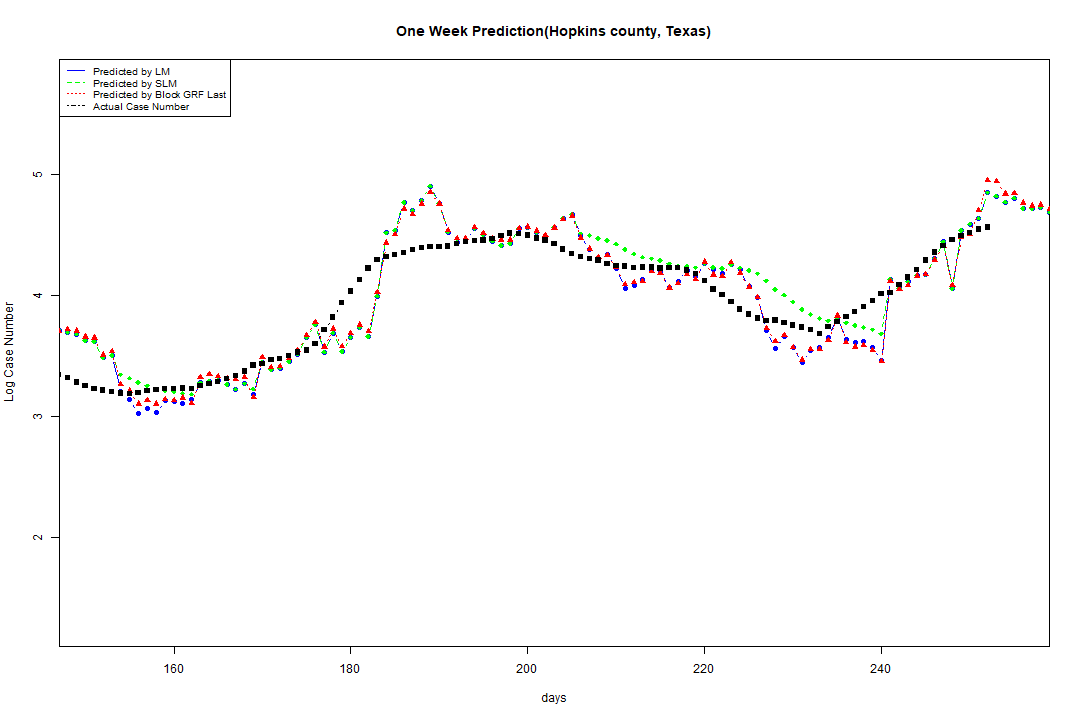 One Week Prediction(Hopkins county, Texas)
Predicted by LM
Predicted by SLM
Predicted by Block GRF Last
Actual Case Number
5
4
3
2
Log Case Number
160 180 200 220 240
days